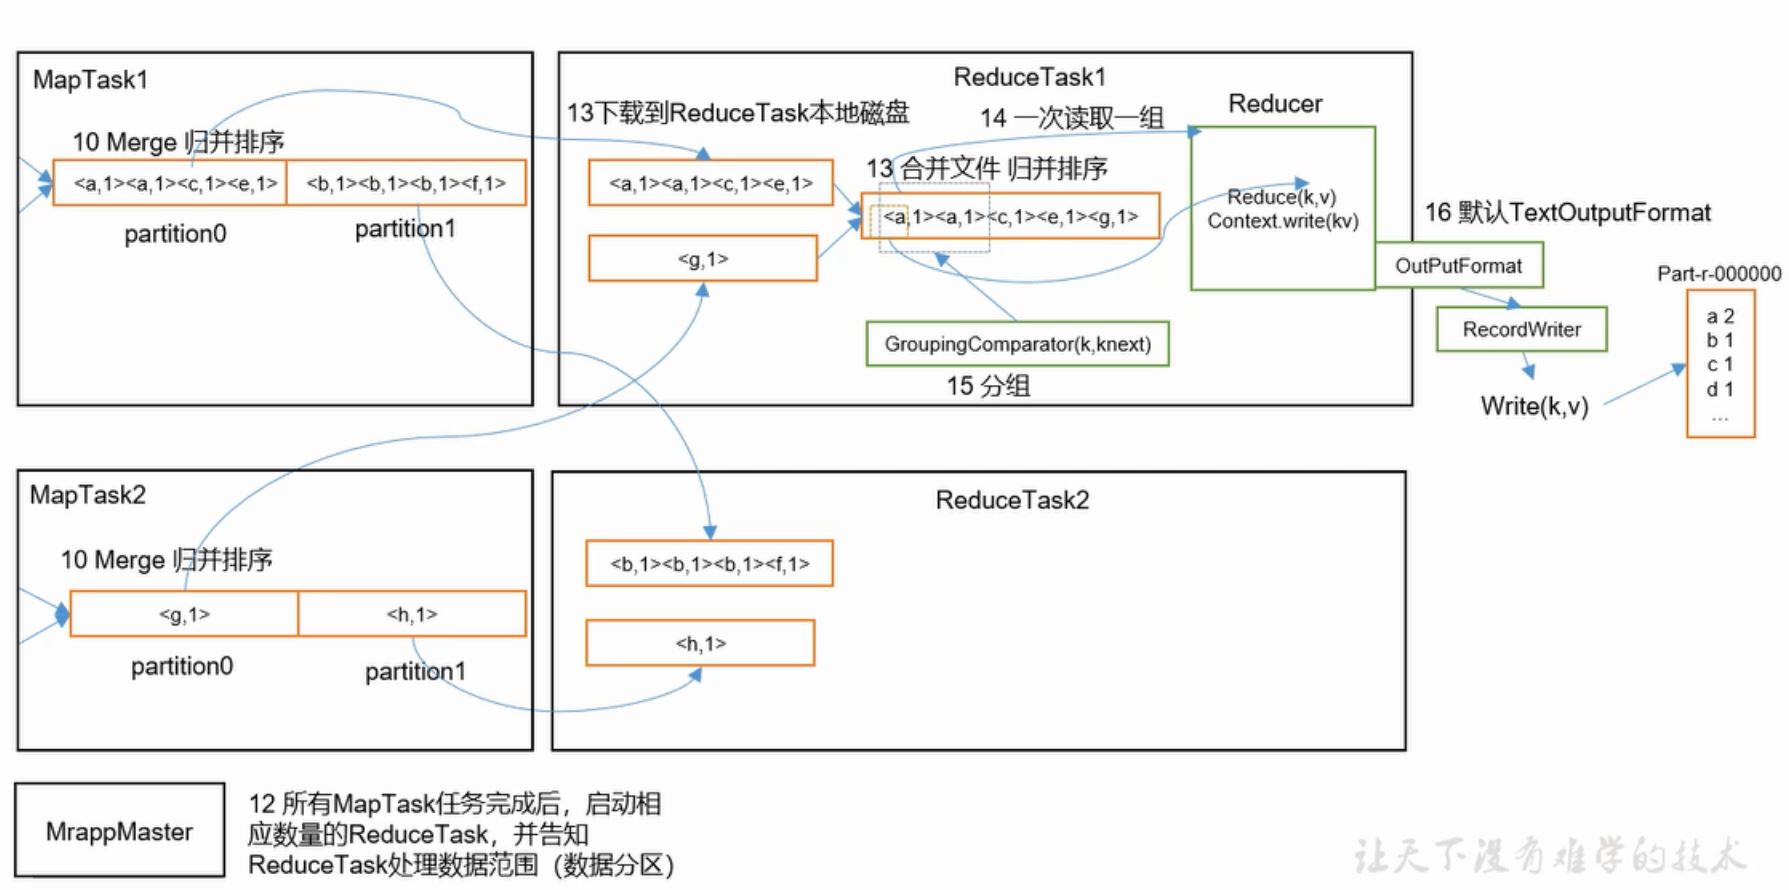 MapTask1
10 Merge 归并排序
<a,1><a,1><c,1><e,1>
<b,1><b,1><b,1><f,1>
partition0
partition1
ReduceTask1
13下载到ReduceTask本地磁盘
14 一次读取一组
Reducer
<a,1><a,1><c,1><e,1>
13 合并文件 归并排序
<a,1><a,1><c,1><e,1><g,1>
<g,1>
Reduce(k,v)
Context.write(kv)
GroupingComparator(k,knext)
15 分组
16 默认TextOutputFormat
OutPutFormat
RecordWriter
Write(k,v)
Part-r-000000
a 2
b 1
c 1
d 1
...
MapTask2
10 Merge 归并排序
<g,1>
<h,1>
partition0
partition1
ReduceTask2
<b,1><b,1><b,1><f,1>
<h,1>
MrappMaster
12 所有MapTask任务完成后，启动相
应数量的ReduceTask，并告知
ReduceTask处理数据范围（数据分区）
让天下没有难学的技术